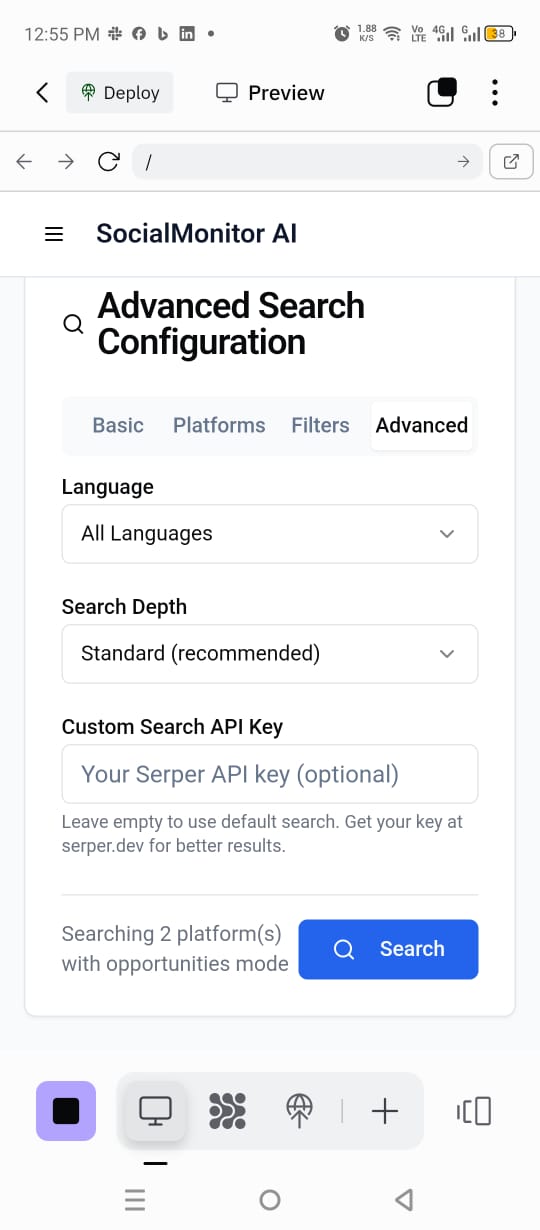 12:55 PM
1.88 K/S
Vo LTE
4G
G
38
Deploy
Preview
/
SocialMonitor AI
Advanced Search
Configuration
Basic Platforms Filters Advanced
Language
All Languages
Search Depth
Standard (recommended)
Custom Search API Key
Your Serper API key (optional)
Leave empty to use default search. Get your key at
serper.dev for better results.
Searching 2 platform(s)
with opportunities mode
Search